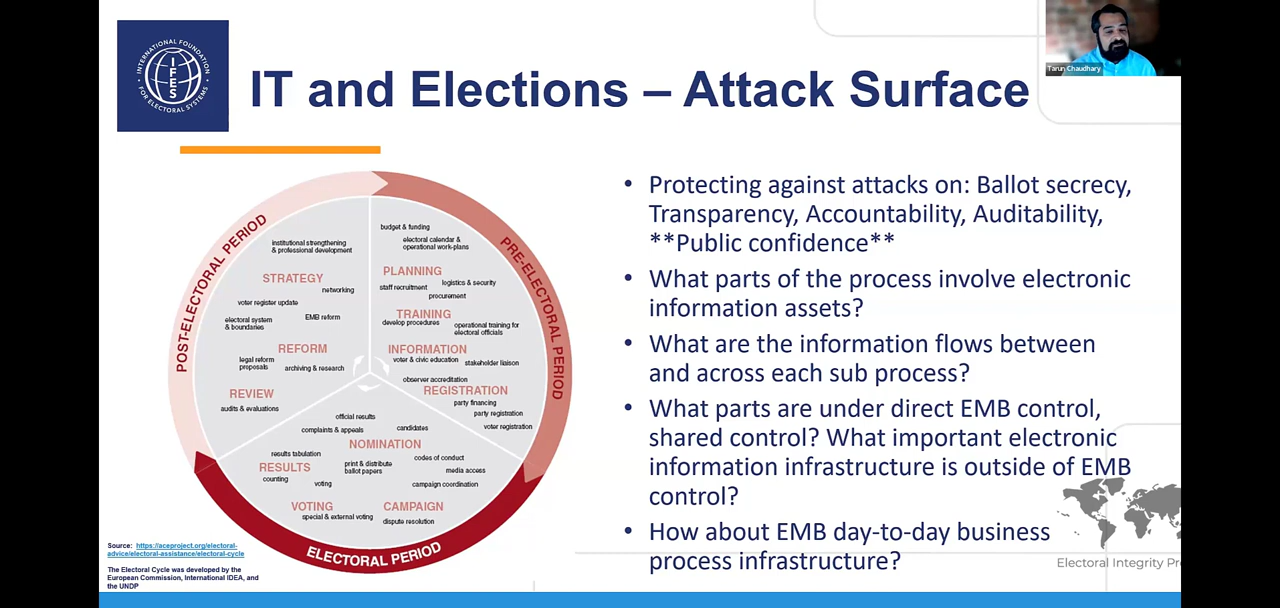 INTERNATIONAL FOUNDATION
FOR ELECTORAL SYSTEMS
IFES
IT and Elections – Attack Surface
Tarun Chaudhary
POST-ELECTORAL PERIOD
PRE-ELECTORAL PERIOD
ELECTORAL PERIOD
institutional strengthening
& professional development
STRATEGY
networking
voter register update
electoral system
& boundaries
EMB reform
REFORM
legal reform
proposals
archiving & research
REVIEW
audits & evaluations
budget & funding
electoral calendar &
operational work-plans
PLANNING
logistics & security
staff recruitment
procurement
TRAINING
develop procedures
operational training for
electoral officials
INFORMATION
voter & civic education
stakeholder liaison
observer accreditation
REGISTRATION
party financing
party registration
voter registration
official results
complaints & appeals
candidates
NOMINATION
results tabulation
codes of conduct
RESULTS
print & distribute
ballot papers
media access
counting
voting
campaign coordination
VOTING
CAMPAIGN
special & external voting
dispute resolution
Source: https://aceproject.org/electoral-
advice/electoral-assistance/electoral-cycle
The Electoral Cycle was developed by the
European Commission, International IDEA, and
the UNDP
• Protecting against attacks on: Ballot secrecy,
Transparency, Accountability, Auditability,
**Public confidence**
• What parts of the process involve electronic
information assets?
• What are the information flows between
and across each sub process?
• What parts are under direct EMB control,
shared control? What important electronic
information infrastructure is outside of EMB
control?
• How about EMB day-to-day business
process infrastructure?
Electoral Integrity Pr